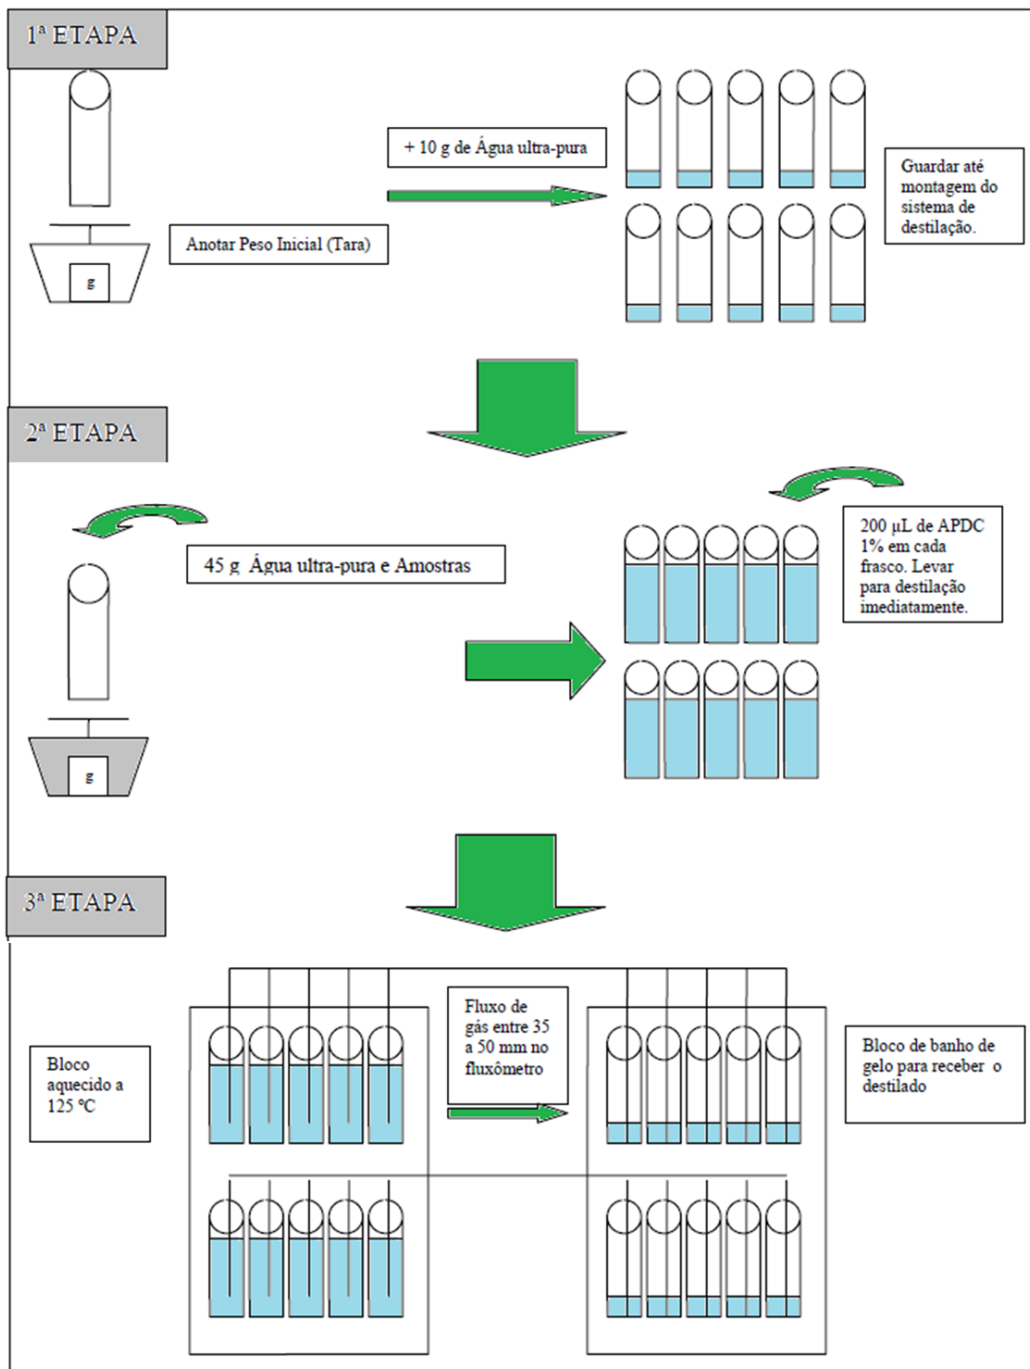 1ª ETAPA
+ 10 g de Água ultra-pura
Guardar até
montagem do
sistema de
destilação.
Anotar Peso Inicial (Tara)
g
2ª ETAPA
200 µL de APDC
1% em cada
frasco. Levar
para destilação
imediatamente.
45 g Água ultra-pura e Amostras
g
3ª ETAPA
Bloco
aquecido a
125 ºC
Fluxo de
gás entre 35
a 50 mm no
fluxômetro
Bloco de banho de
gelo para receber o
destilado